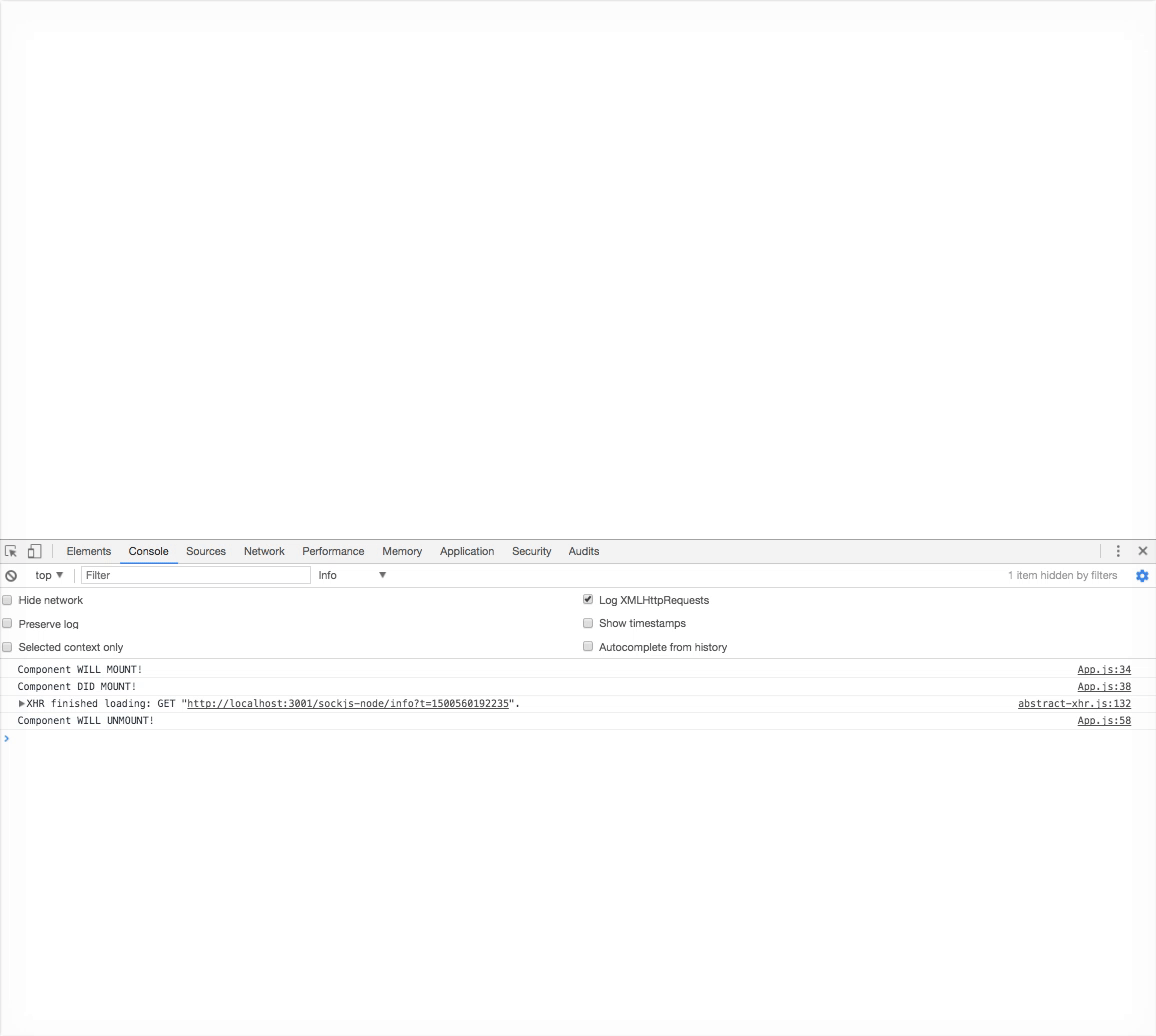 Elements Console Sources Network Performance Memory Application Security Audits
top ▼ Filter Info ▼ 1 item hidden by filters
Hide network Log XMLHttpRequests
Preserve log Show timestamps
Selected context only Autocomplete from history
Component WILL MOUNT! App.js:34
Component DID MOUNT! App.js:38
▶XHR finished loading: GET "http://localhost:3001/sockjs-node/info?t=1500560192235". abstract-xhr.js:132
Component WILL UNMOUNT! App.js:58